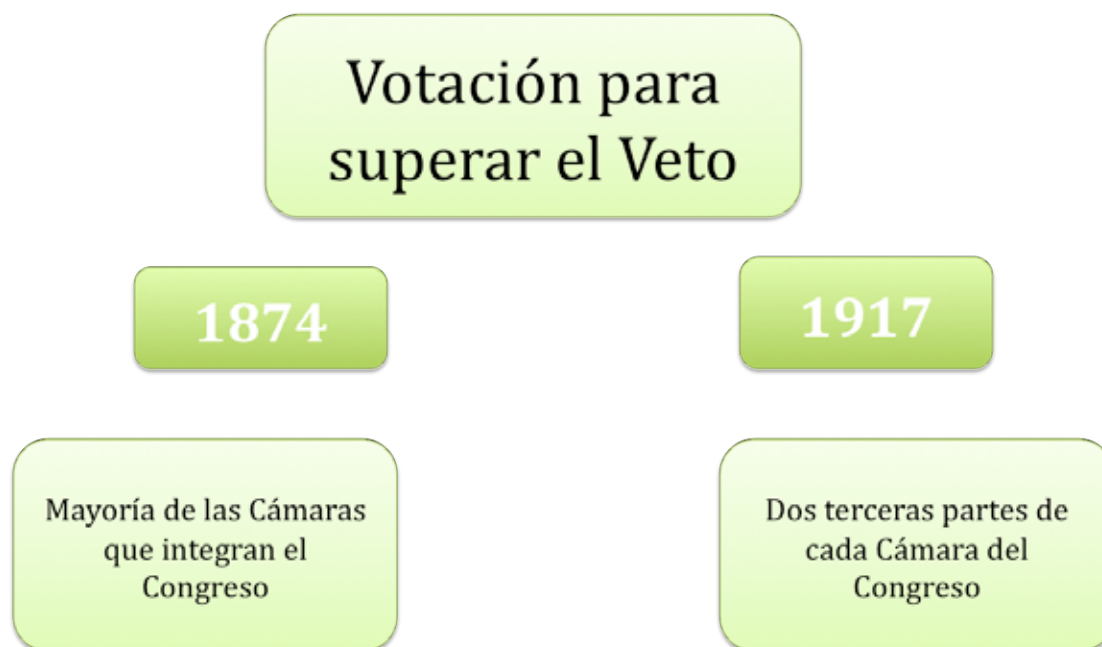 Votación para
superar el Veto
1874
1917
Mayoría de las Cámaras
que integran el
Congreso
Dos terceras partes de
cada Cámara del
Congreso